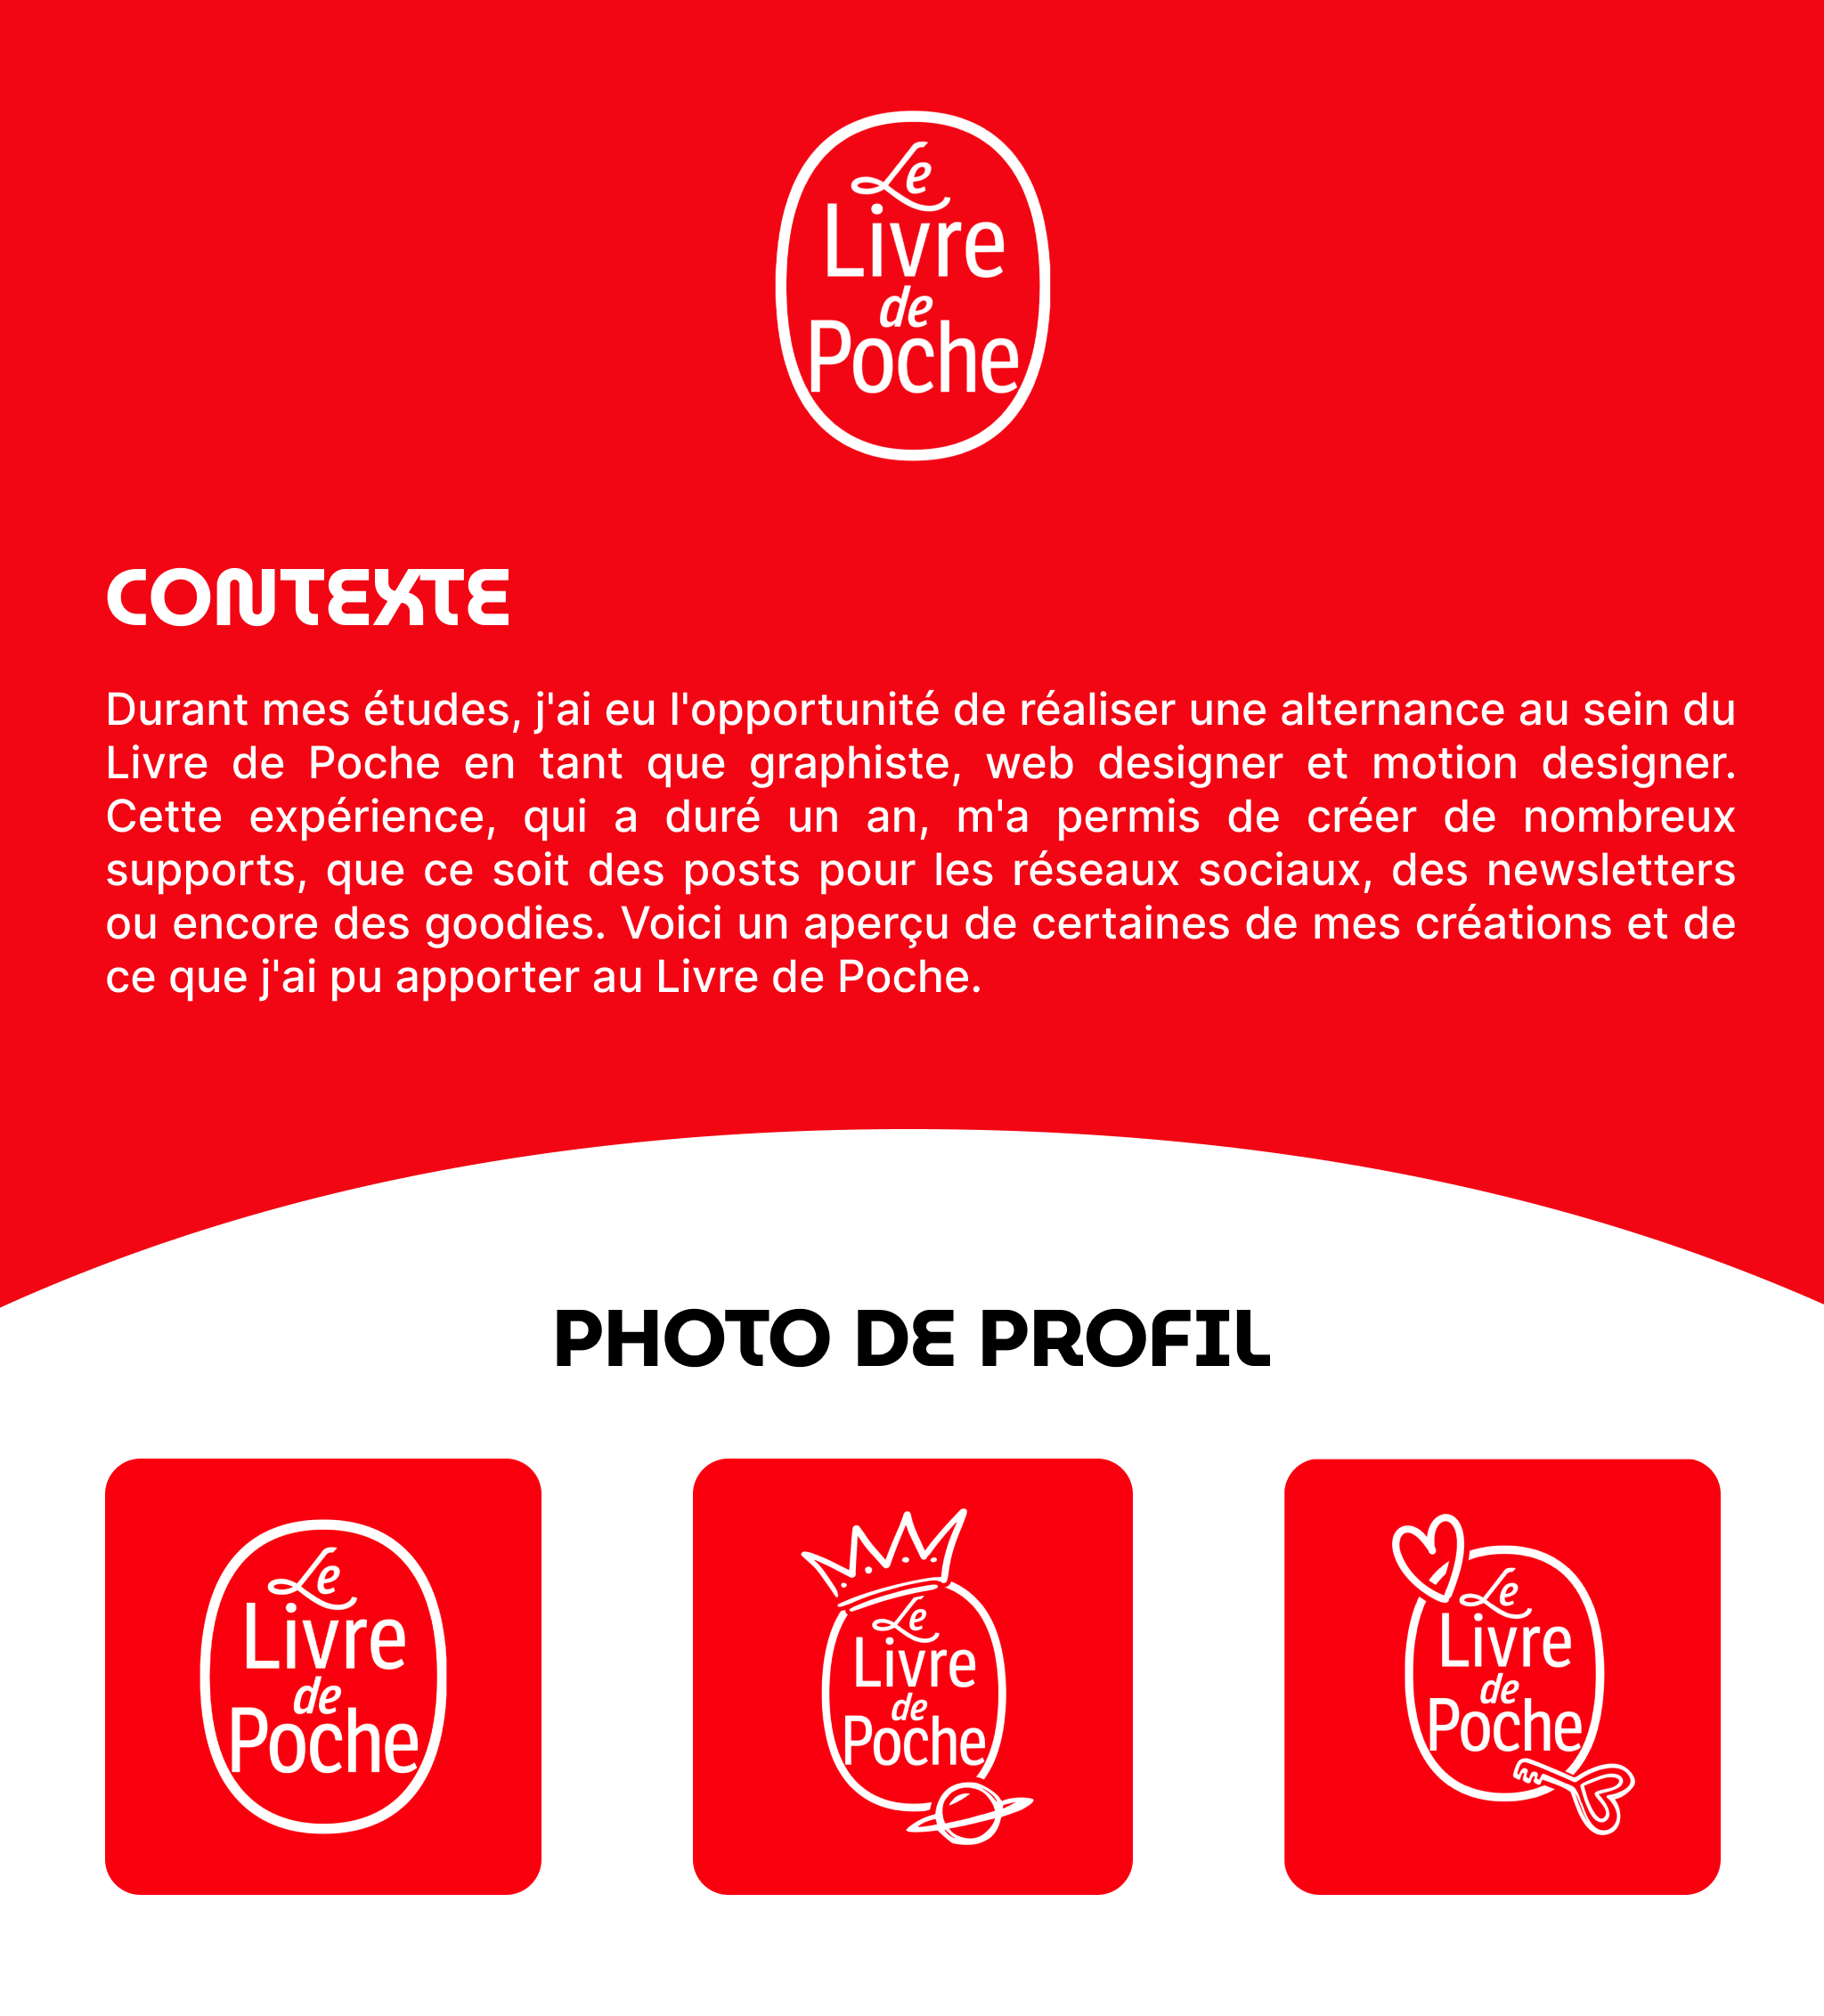 Le
Livre
de
Poche
CONTEXTE
Durant mes études, j'ai eu l'opportunité de réaliser une alternance au sein du
Livre de Poche en tant que graphiste, web designer et motion designer.
Cette expérience, qui a duré un an, m'a permis de créer de nombreux
supports, que ce soit des posts pour les réseaux sociaux, des newsletters
ou encore des goodies. Voici un aperçu de certaines de mes créations et de
ce que j'ai pu apporter au Livre de Poche.
PHOTO DE PROFIL
Le
Livre
de
Poche
Le
Livre
de
Poche
Le
Livre
de
Poche